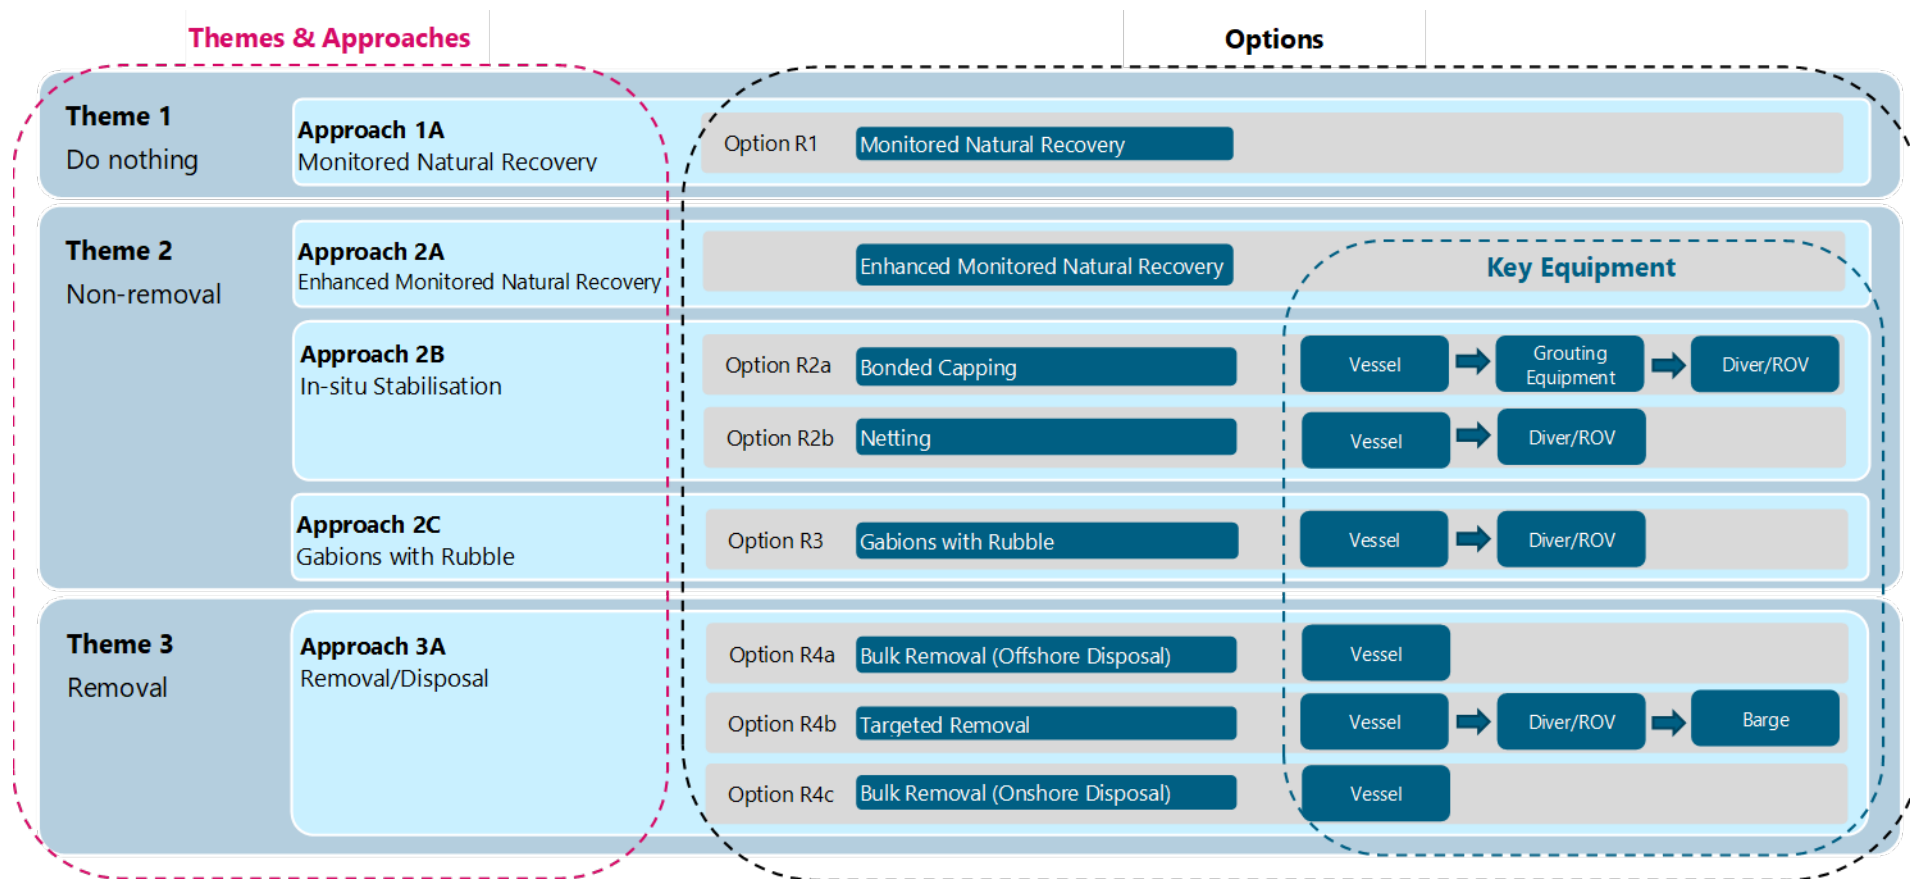 Themes & Approaches
Options
Theme 1
Do nothing
Approach 1A
Monitored Natural Recovery
Option R1
Monitored Natural Recovery
Theme 2
Non-removal
Approach 2A
Enhanced Monitored Natural Recovery
Enhanced Monitored Natural Recovery
Key Equipment
Approach 2B
In-situ Stabilisation
Option R2a
Bonded Capping
Vessel
Grouting
Equipment
Diver/ROV
Option R2b
Netting
Vessel
Diver/ROV
Approach 2C
Gabions with Rubble
Option R3
Gabions with Rubble
Vessel
Diver/ROV
Theme 3
Removal
Approach 3A
Removal/Disposal
Option R4a
Bulk Removal (Offshore Disposal)
Vessel
Option R4b
Targeted Removal
Vessel
Diver/ROV
Barge
Option R4c
Bulk Removal (Onshore Disposal)
Vessel